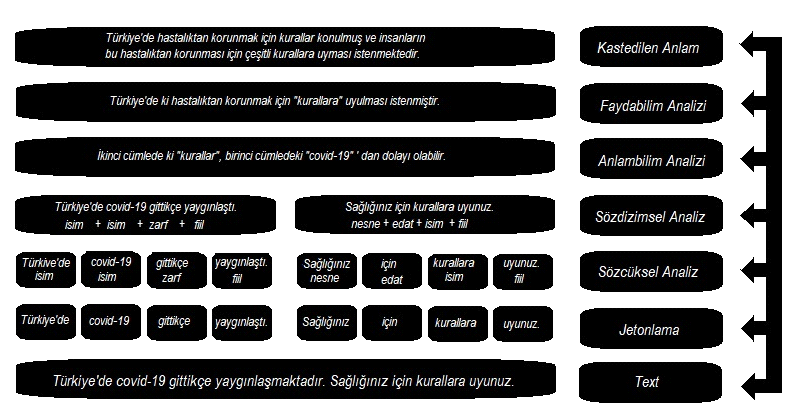 Türkiye'de hastalıktan korunmak için kurallar konulmuş ve insanların
bu hastalıktan korunması için çeşitli kurallara uyması istenmektedir.
Kastedilen Anlam
Türkiye'de ki hastalıktan korunmak için "kurallara" uyulması istenmiştir.
Faydabilim Analizi
İkinci cümlede ki "kurallar", birinci cümledeki "covid-19" ' dan dolayı olabilir.
Anlambilim Analizi
Türkiye'de covid-19 gittikçe yaygınlaştı.
isim + isim + zarf + fiil
Sağlığınız için kurallara uyunuz.
nesne + edat + isim + fiil
Sözdizimsel Analiz
Türkiye'de
isim
covid-19
isim
gittikçe
zarf
yaygınlaştı.
fiil
Sağlığınız
nesne
için
edat
kurallara
isim
uyunuz.
fiil
Sözcüksel Analiz
Türkiye'de
covid-19
gittikçe
yaygınlaştı.
Sağlığınız
için
kurallara
uyunuz.
Jetonlama
Türkiye'de covid-19 gittikçe yaygınlaşmaktadır. Sağlığınız için kurallara uyunuz.
Text